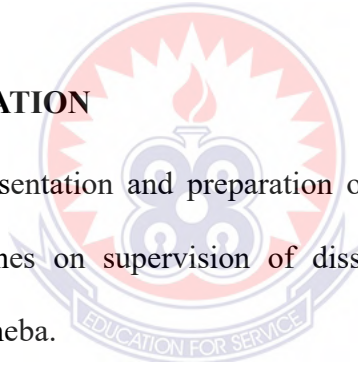 ATION
sentation and preparation o
nes on supervision of diss
neba.
EDUCATION FOR SERVICE